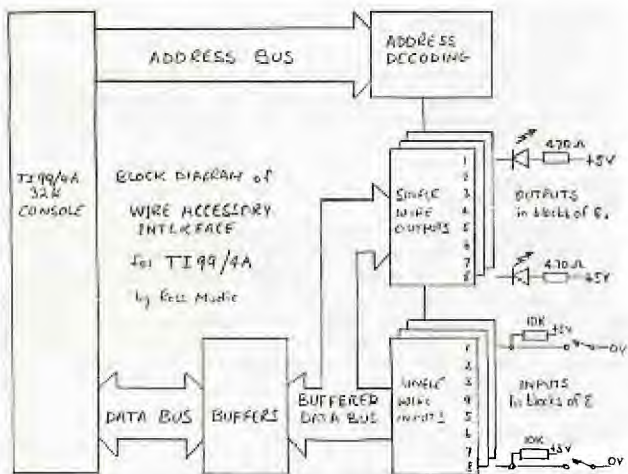 ADDRESS BUS
ADDRESS
DECODING
TI99/4A
32K
CONSOLE
BLOCK DIAGRAM of
WIRE ACCESSORY
INTERFACE
for TI99/4A
by Ross Mudie
SINGLE
WIRE
OUTPUTS
1
2
3
4
5
6
7
8
470Ω
+5V
OUTPUTS
in blocks of 8.
470Ω
+5V
DATA BUS
BUFFERS
BUFFERED
DATA BUS
SINGLE
WIRE
INPUTS
1
2
3
4
5
6
7
8
10K
+5V
0V
INPUTS
in blocks of 8
10K
+5V
0V